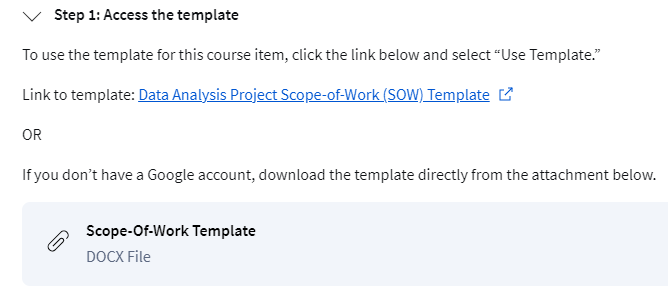 Step 1: Access the template
To use the template for this course item, click the link below and select “Use Template.”
Link to template: Data Analysis Project Scope-of-Work (SOW) Template
OR
If you don’t have a Google account, download the template directly from the attachment below.
Scope-Of-Work Template
DOCX File